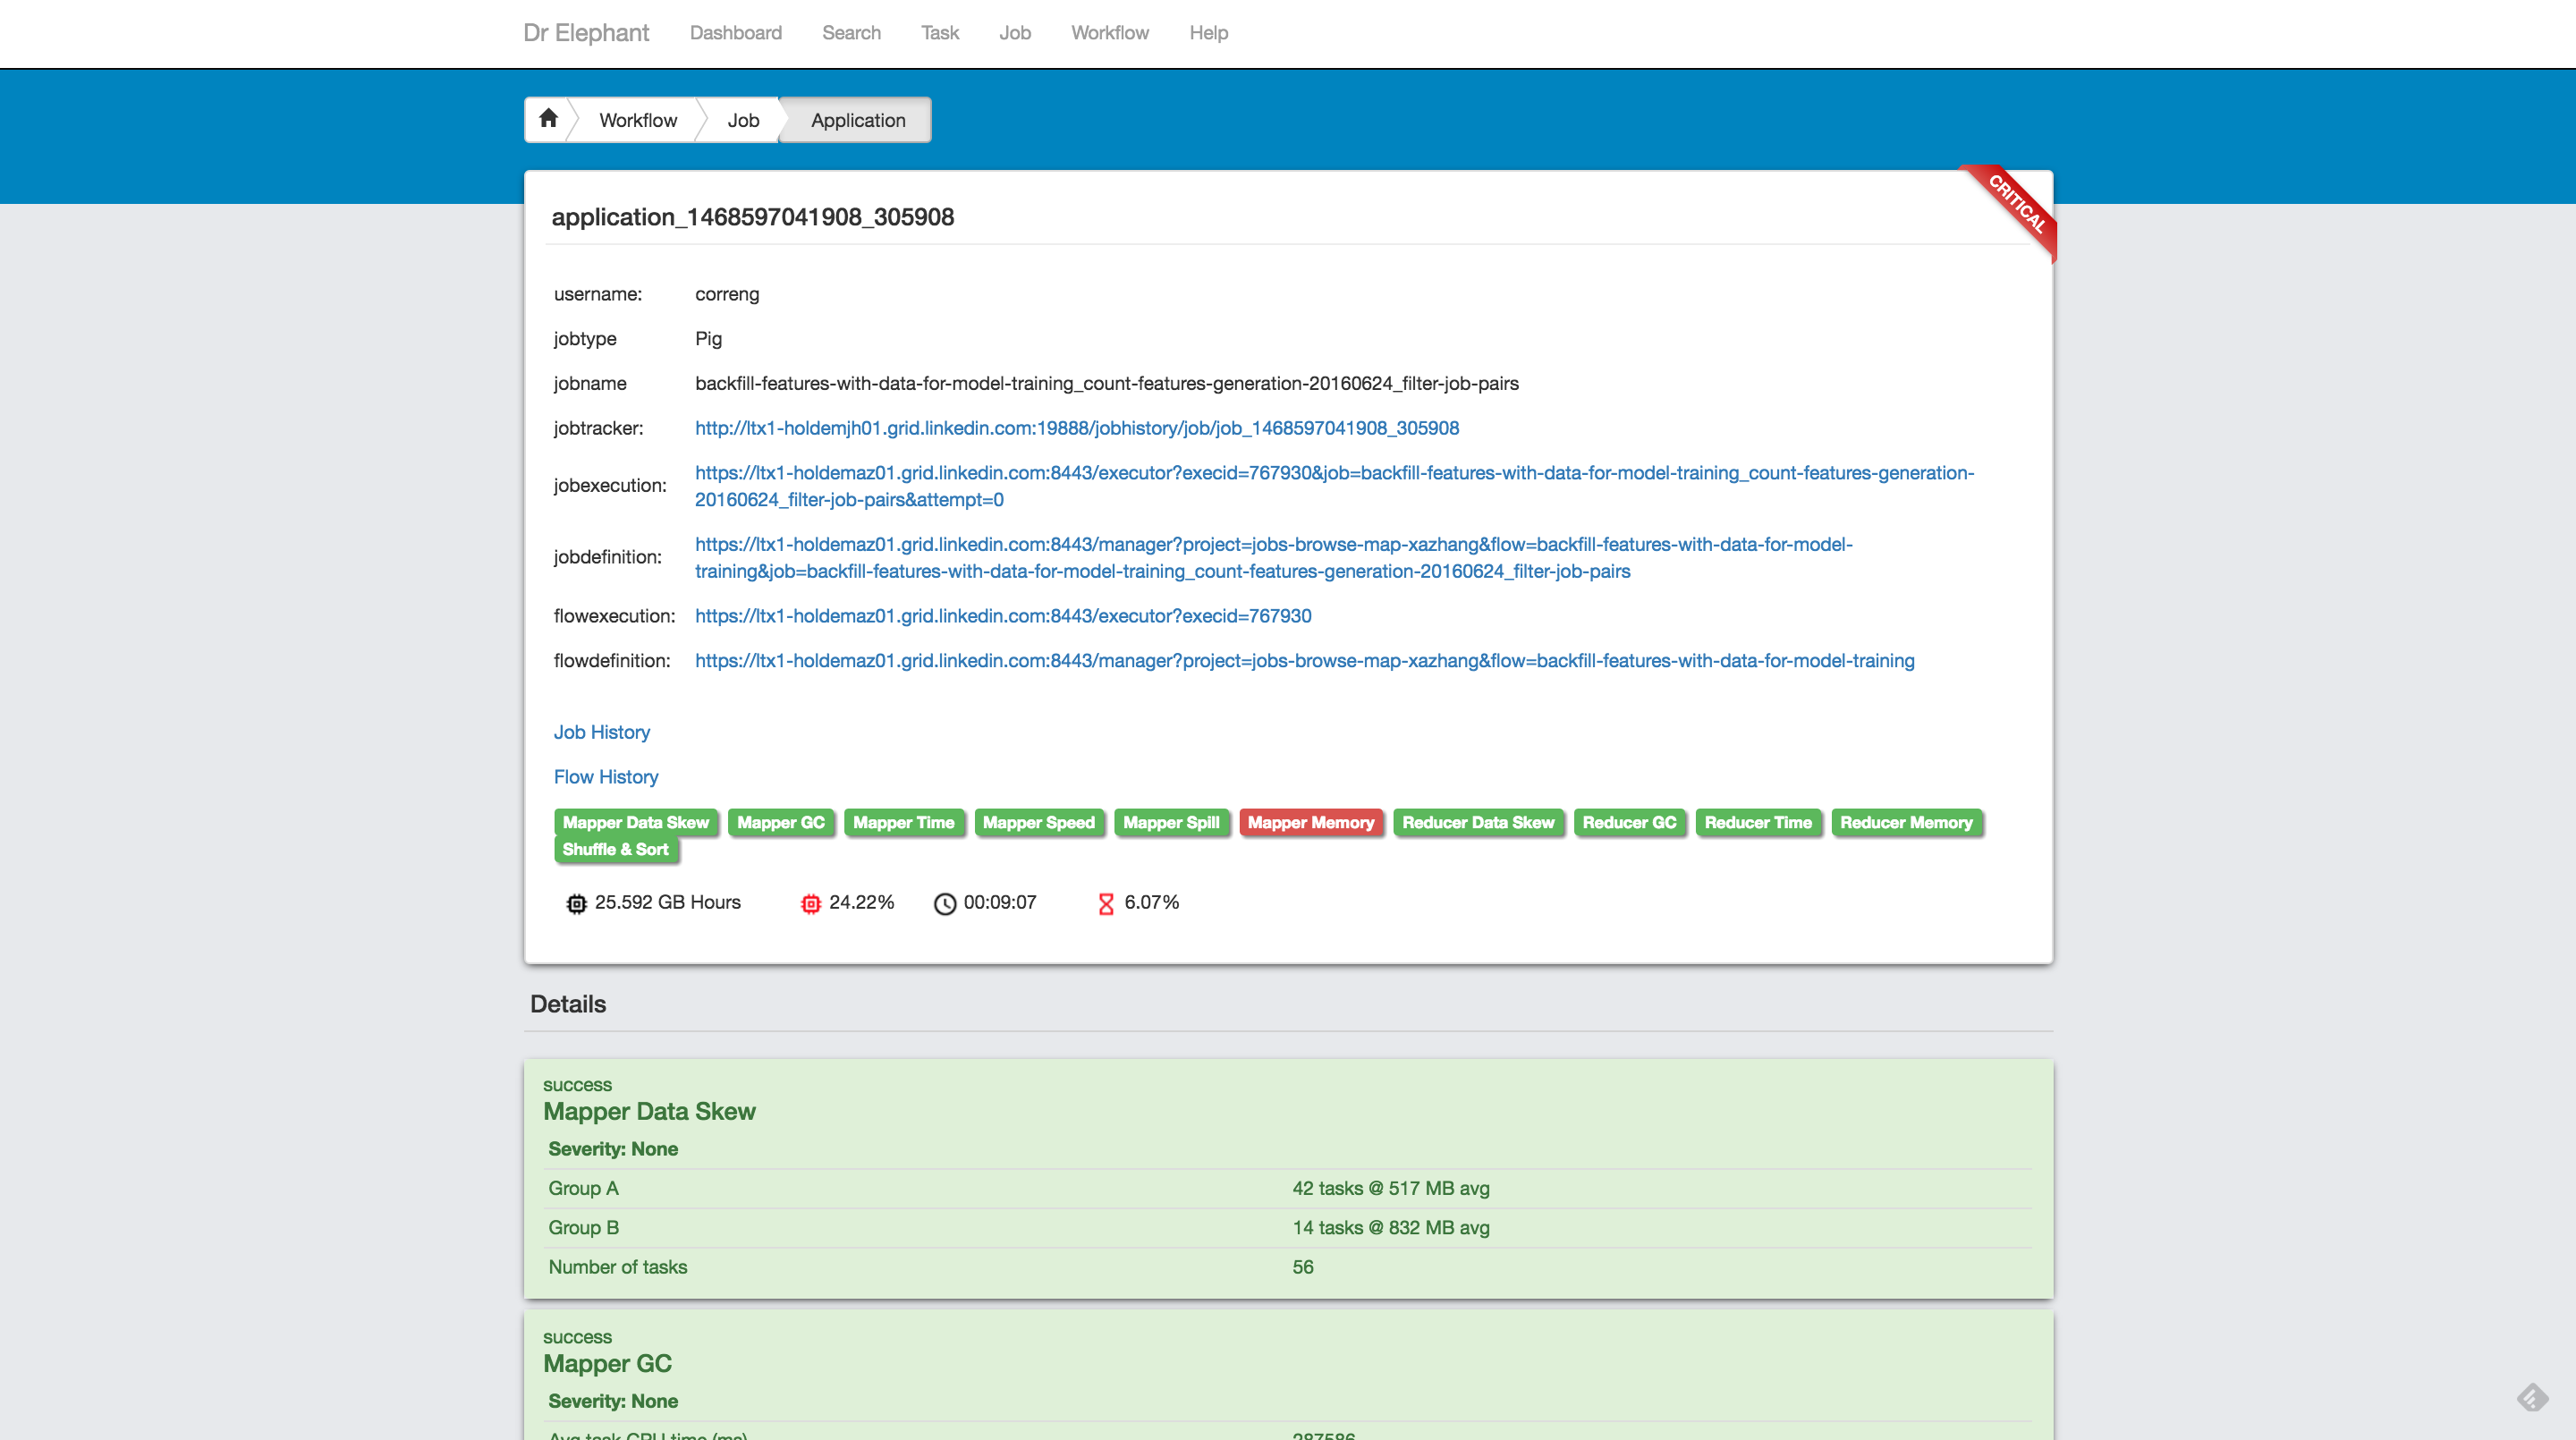 Dr Elephant Dashboard Search Task Job Workflow Help
Workflow Job Application
CRITICAL
application_1468597041908_305908
username: correng
jobtype Pig
jobname backfill-features-with-data-for-model-training_count-features-generation-20160624_filter-job-pairs
jobtracker: http://ltx1-holdemjh01.grid.linkedin.com:19888/jobhistory/job/job_1468597041908_305908
jobexecution: https://ltx1-holdemaz01.grid.linkedin.com:8443/executor?execid=767930&job=backfill-features-with-data-for-model-training_count-features-generation-
20160624_filter-job-pairs&attempt=0
jobdefinition: https://ltx1-holdemaz01.grid.linkedin.com:8443/manager?project=jobs-browse-map-xazhang&flow=backfill-features-with-data-for-model-
training&job=backfill-features-with-data-for-model-training_count-features-generation-20160624_filter-job-pairs
flowexecution: https://ltx1-holdemaz01.grid.linkedin.com:8443/executor?execid=767930
flowdefinition: https://ltx1-holdemaz01.grid.linkedin.com:8443/manager?project=jobs-browse-map-xazhang&flow=backfill-features-with-data-for-model-training
Job History
Flow History
Mapper Data Skew Mapper GC Mapper Time Mapper Speed Mapper Spill Mapper Memory Reducer Data Skew Reducer GC Reducer Time Reducer Memory
Shuffle & Sort
25.592 GB Hours 24.22% 00:09:07 6.07%
Details
success
Mapper Data Skew
Severity: None
Group A 42 tasks @ 517 MB avg
Group B 14 tasks @ 832 MB avg
Number of tasks 56
success
Mapper GC
Severity: None
Avg task CPU time (ms) 287586